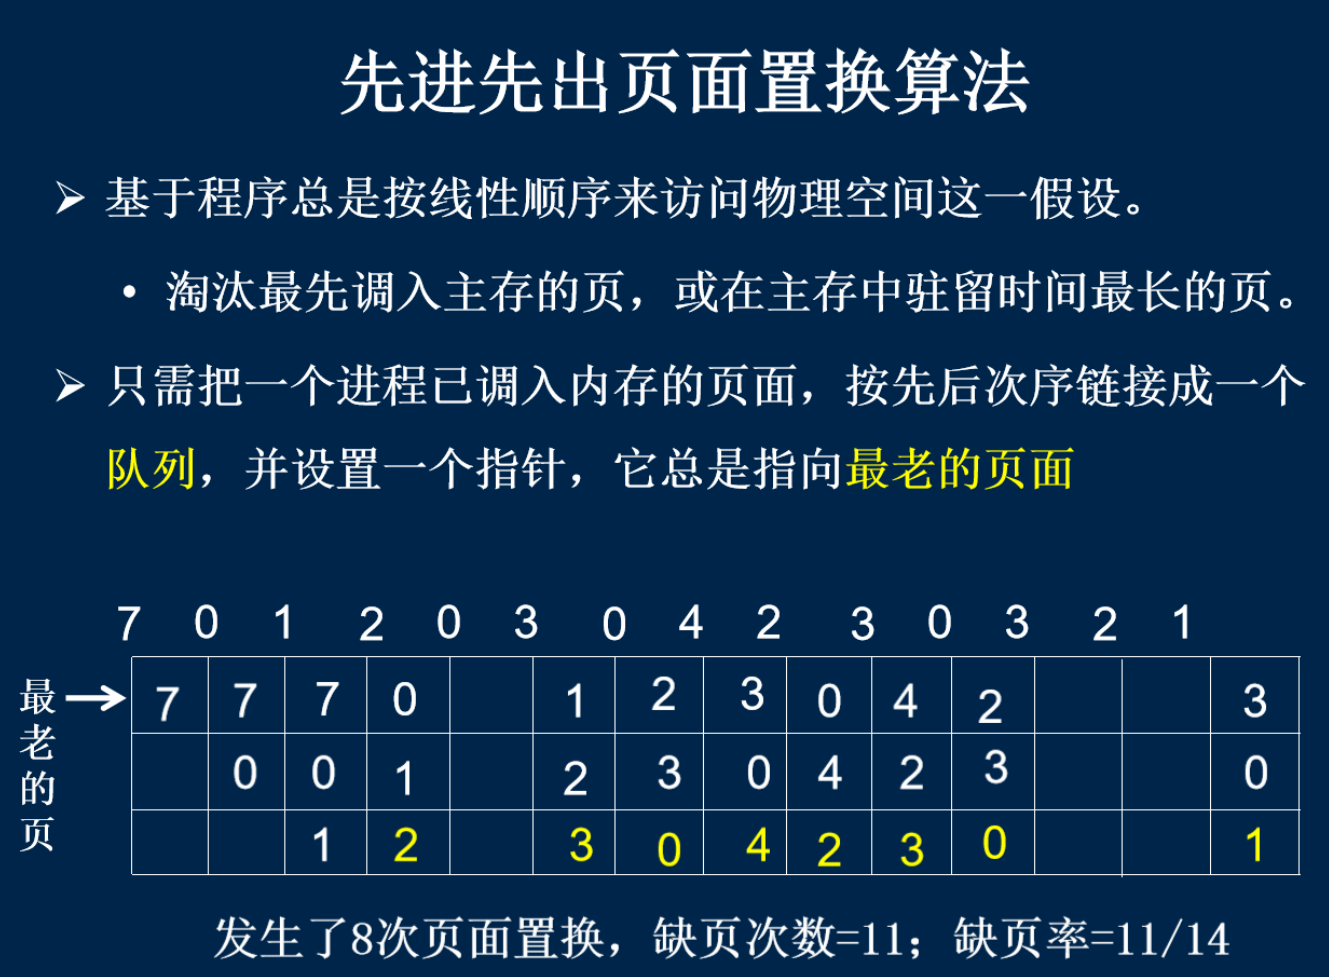 先进先出页面置换算法
➢ 基于程序总是按线性顺序来访问物理空间这一假设。
• 淘汰最先调入主存的页，或在主存中驻留时间最长的页。
➢ 只需把一个进程已调入内存的页面，按先后次序链接成一个
队列，并设置一个指针，它总是指向最老的页面
7 0 1 2 0 3 0 4 2 3 0 3 2 1
最老的页
7 7 7 0 1 2 3 0 4 2 3
0 0 1 2 3 0 4 2 3 0
1 2 3 0 4 2 3 0 1
发生了8次页面置换，缺页次数=11；缺页率=11/14